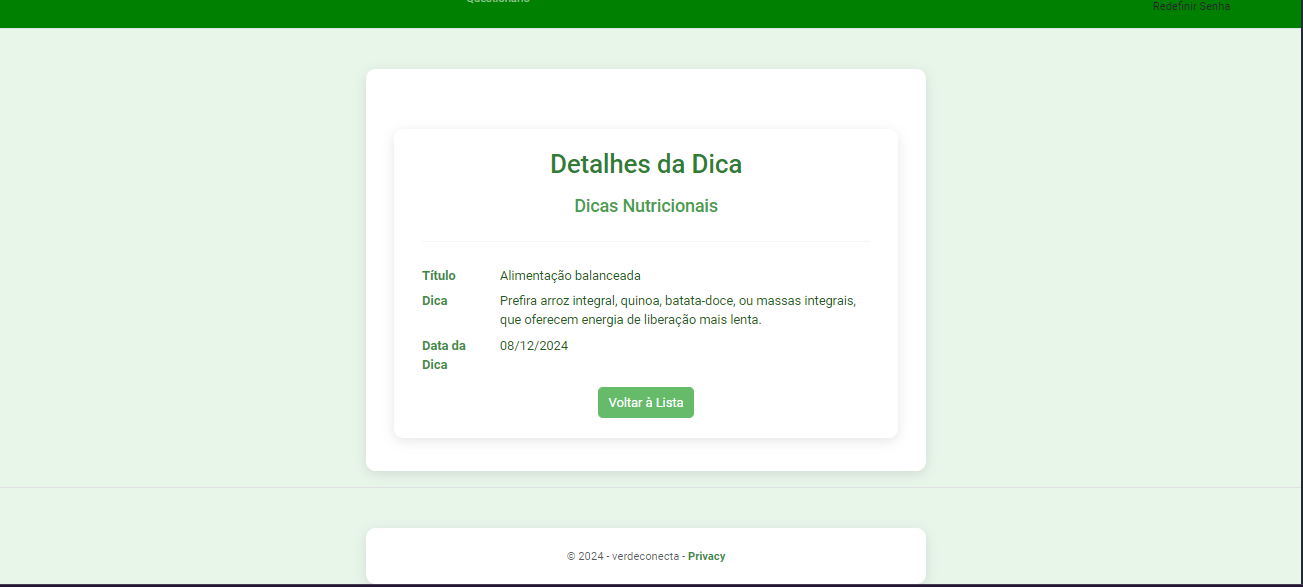 Questionário
Redefinir Senha
Detalhes da Dica
Dicas Nutricionais
Título Alimentação balanceada
Dica Prefira arroz integral, quinoa, batata-doce, ou massas integrais,
que oferecem energia de liberação mais lenta.
Data da 08/12/2024
Dica
Voltar à Lista
© 2024 - verdeconecta - Privacy